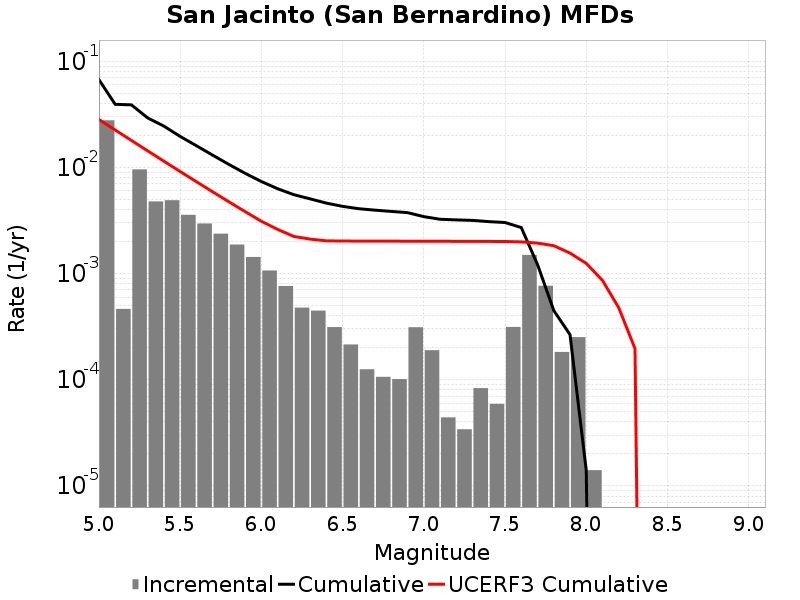 San Jacinto (San Bernardino) MFDs
10-1
10-2
10-3
10-4
10-5
Rate (1/yr)
5.0 5.5 6.0 6.5 7.0 7.5 8.0 8.5 9.0
Magnitude
Incremental Cumulative UCERF3 Cumulative